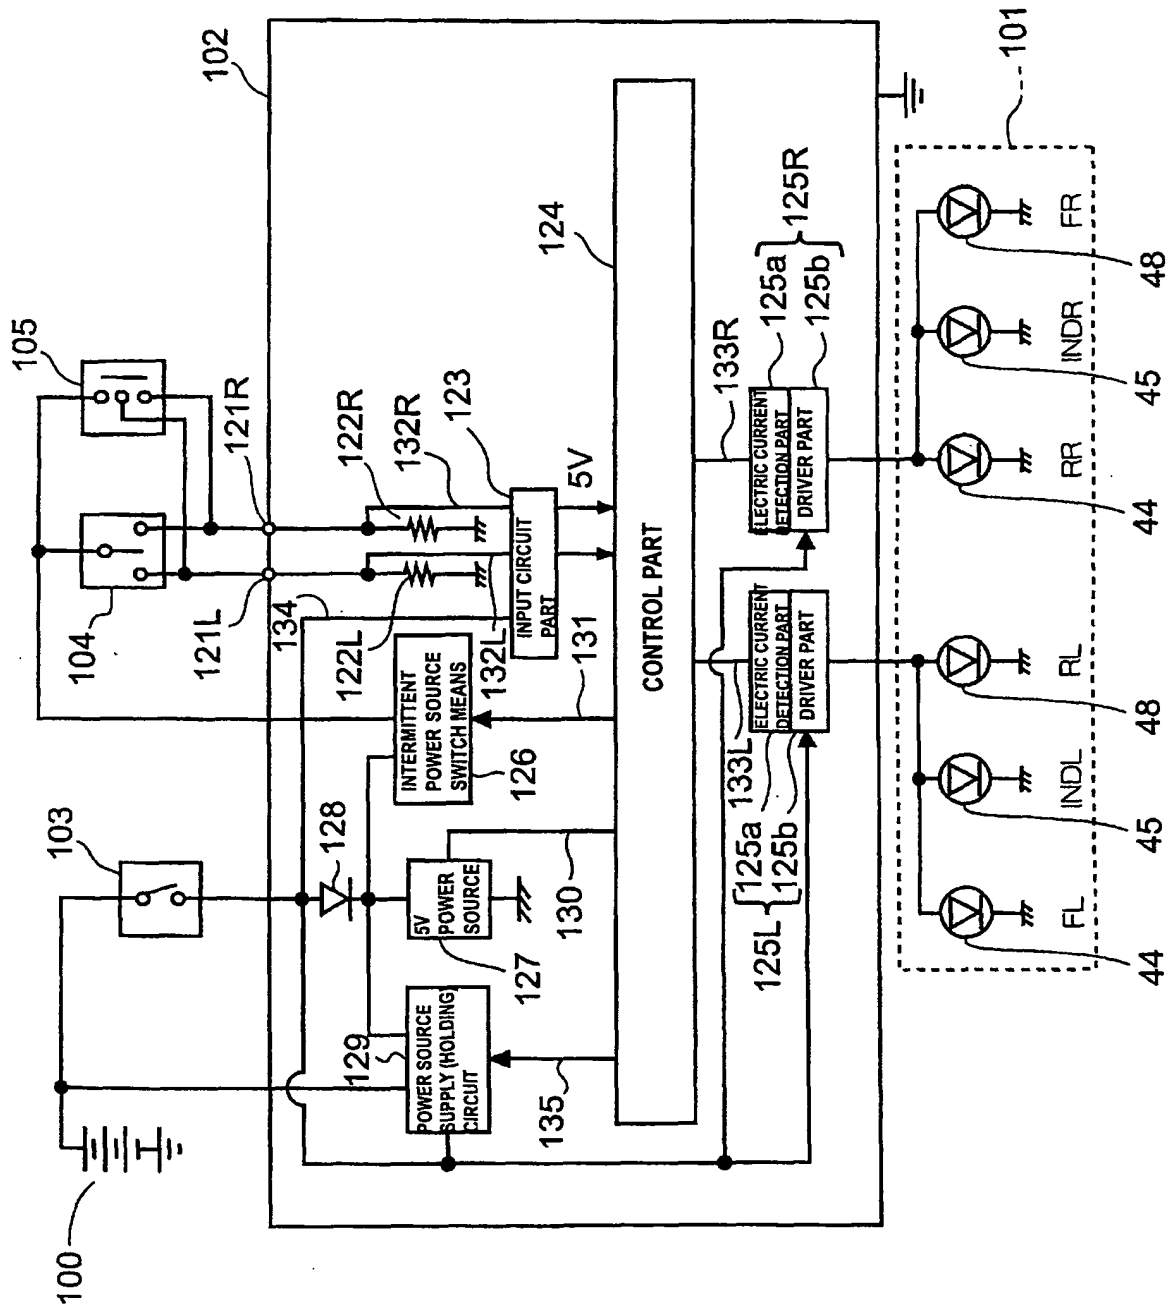 100
103
104
105
102
121L
121R
134
122L
122R
132L
132R
123
INPUT CIRCUIT
PART
5V
128
129
POWER SOURCE
SUPPLY (HOLDING)
CIRCUIT
5V
POWER
SOURCE
127
INTERMITTENT
POWER SOURCE
SWITCH MEANS
126
135
130
131
124
CONTROL PART
133L
133R
ELECTRIC CURRENT
DETECTION PART
DRIVER PART
125a
125b
125L
ELECTRIC CURRENT
DETECTION PART
DRIVER PART
125a
125b
125R
101
FL
INDL
RL
RR
INDR
FR
44
45
48
44
45
48